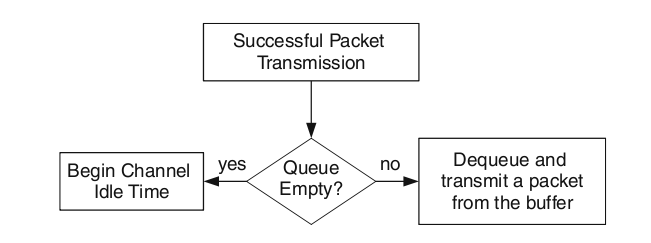 Successful Packet
Transmission
yes
no
Begin Channel
Idle Time
Queue
Empty?
Dequeue and
transmit a packet
from the buffer